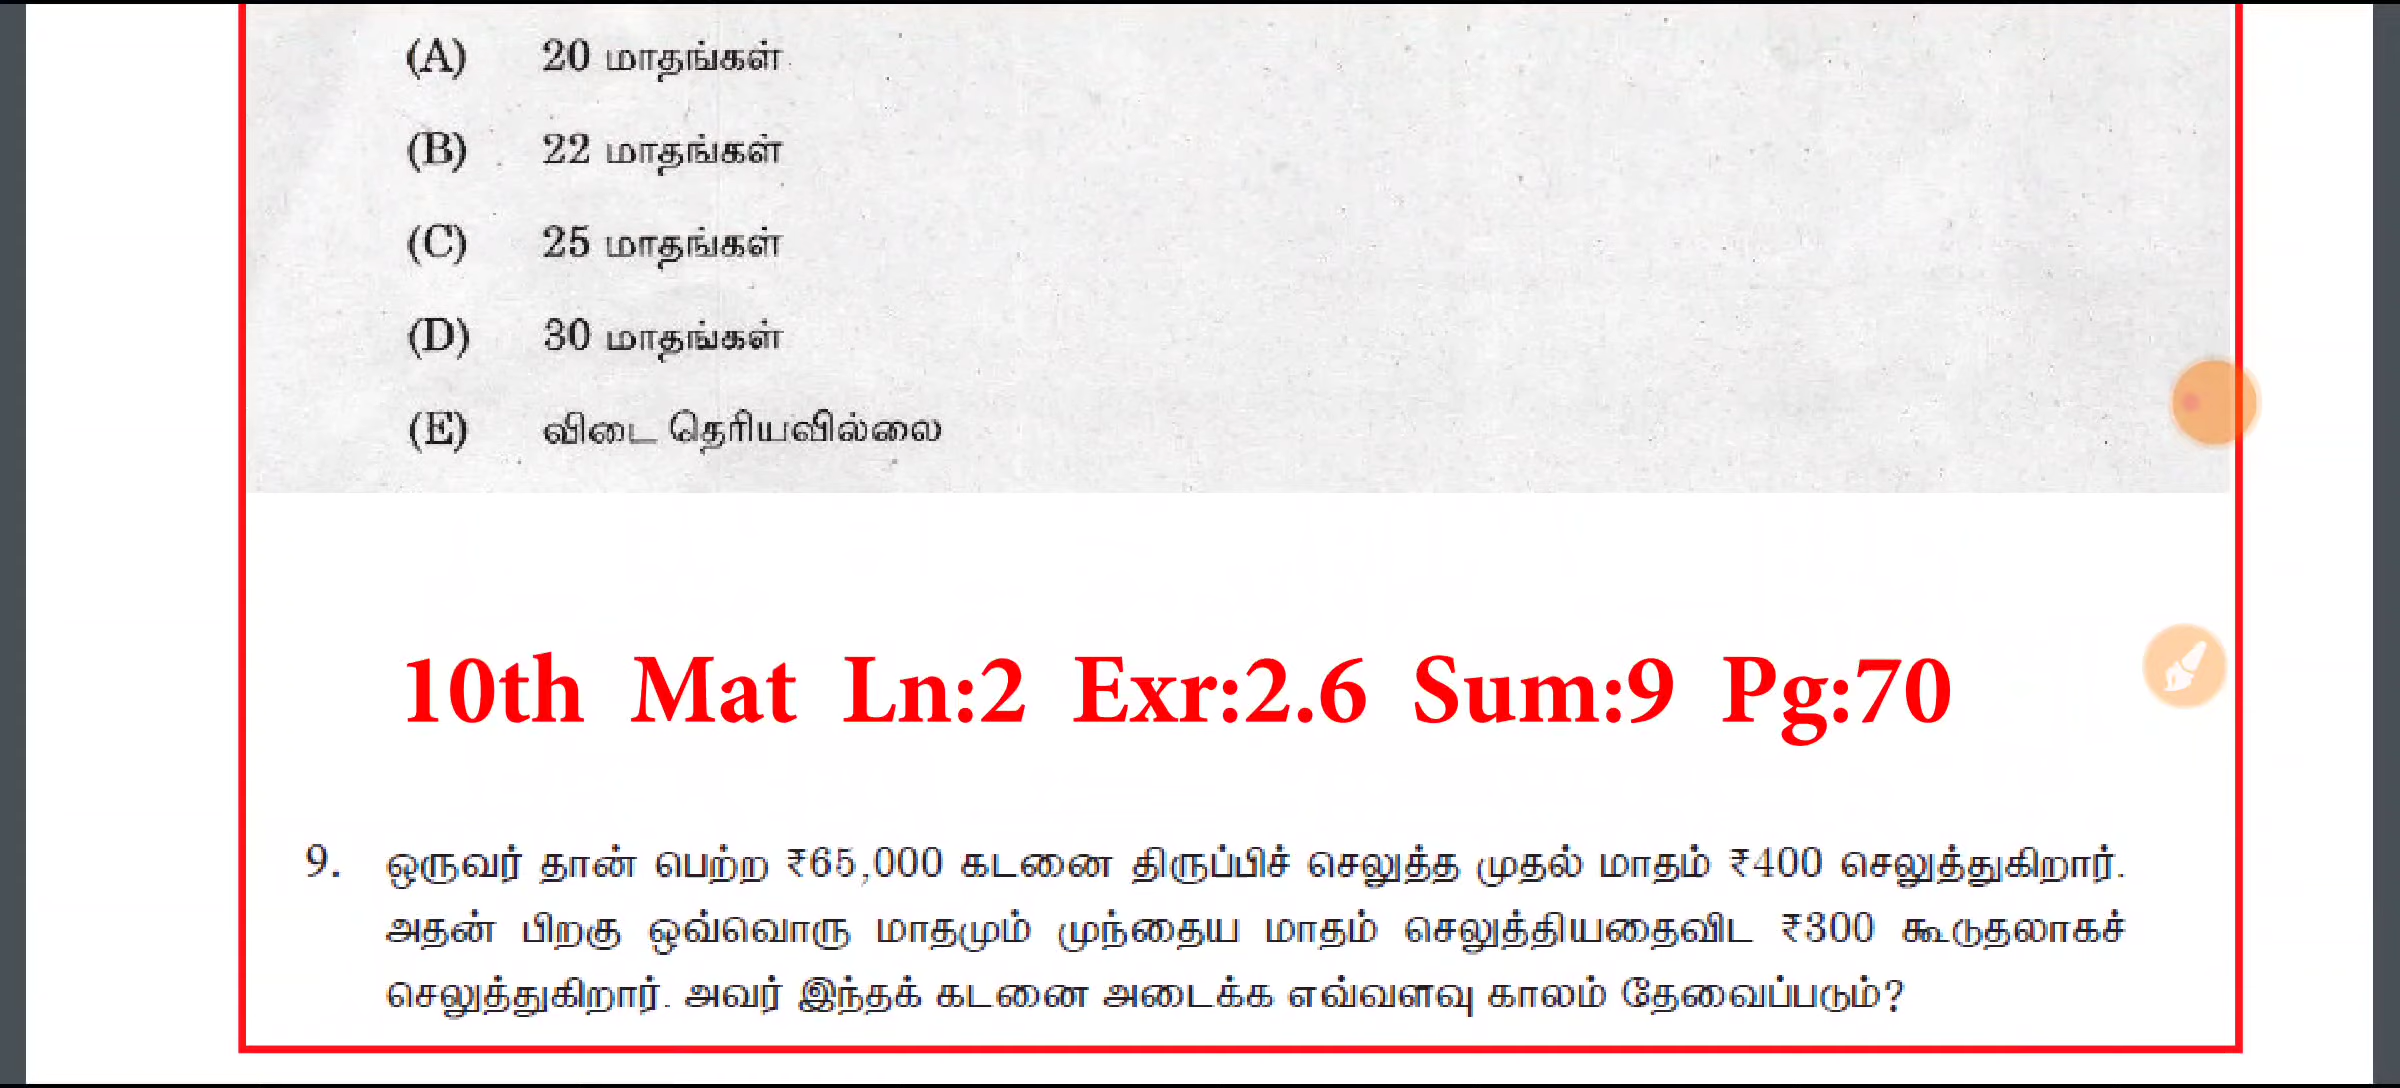 (A) 20 மாதங்கள்
(B) 22 மாதங்கள்
(C) 25 மாதங்கள்
(D) 30 மாதங்கள்
(E) விடை தெரியவில்லை
10th Mat Ln:2 Exr:2.6 Sum:9 Pg:70
9. ஒருவர் தான் பெற்ற ₹65,000 கடனை திருப்பிச் செலுத்த முதல் மாதம் ₹400 செலுத்துகிறார்.
அதன் பிறகு ஒவ்வொரு மாதமும் முந்தைய மாதம் செலுத்தியதைவிட ₹300 கூடுதலாகச்
செலுத்துகிறார். அவர் இந்தக் கடனை அடைக்க எவ்வளவு காலம் தேவைப்படும்?